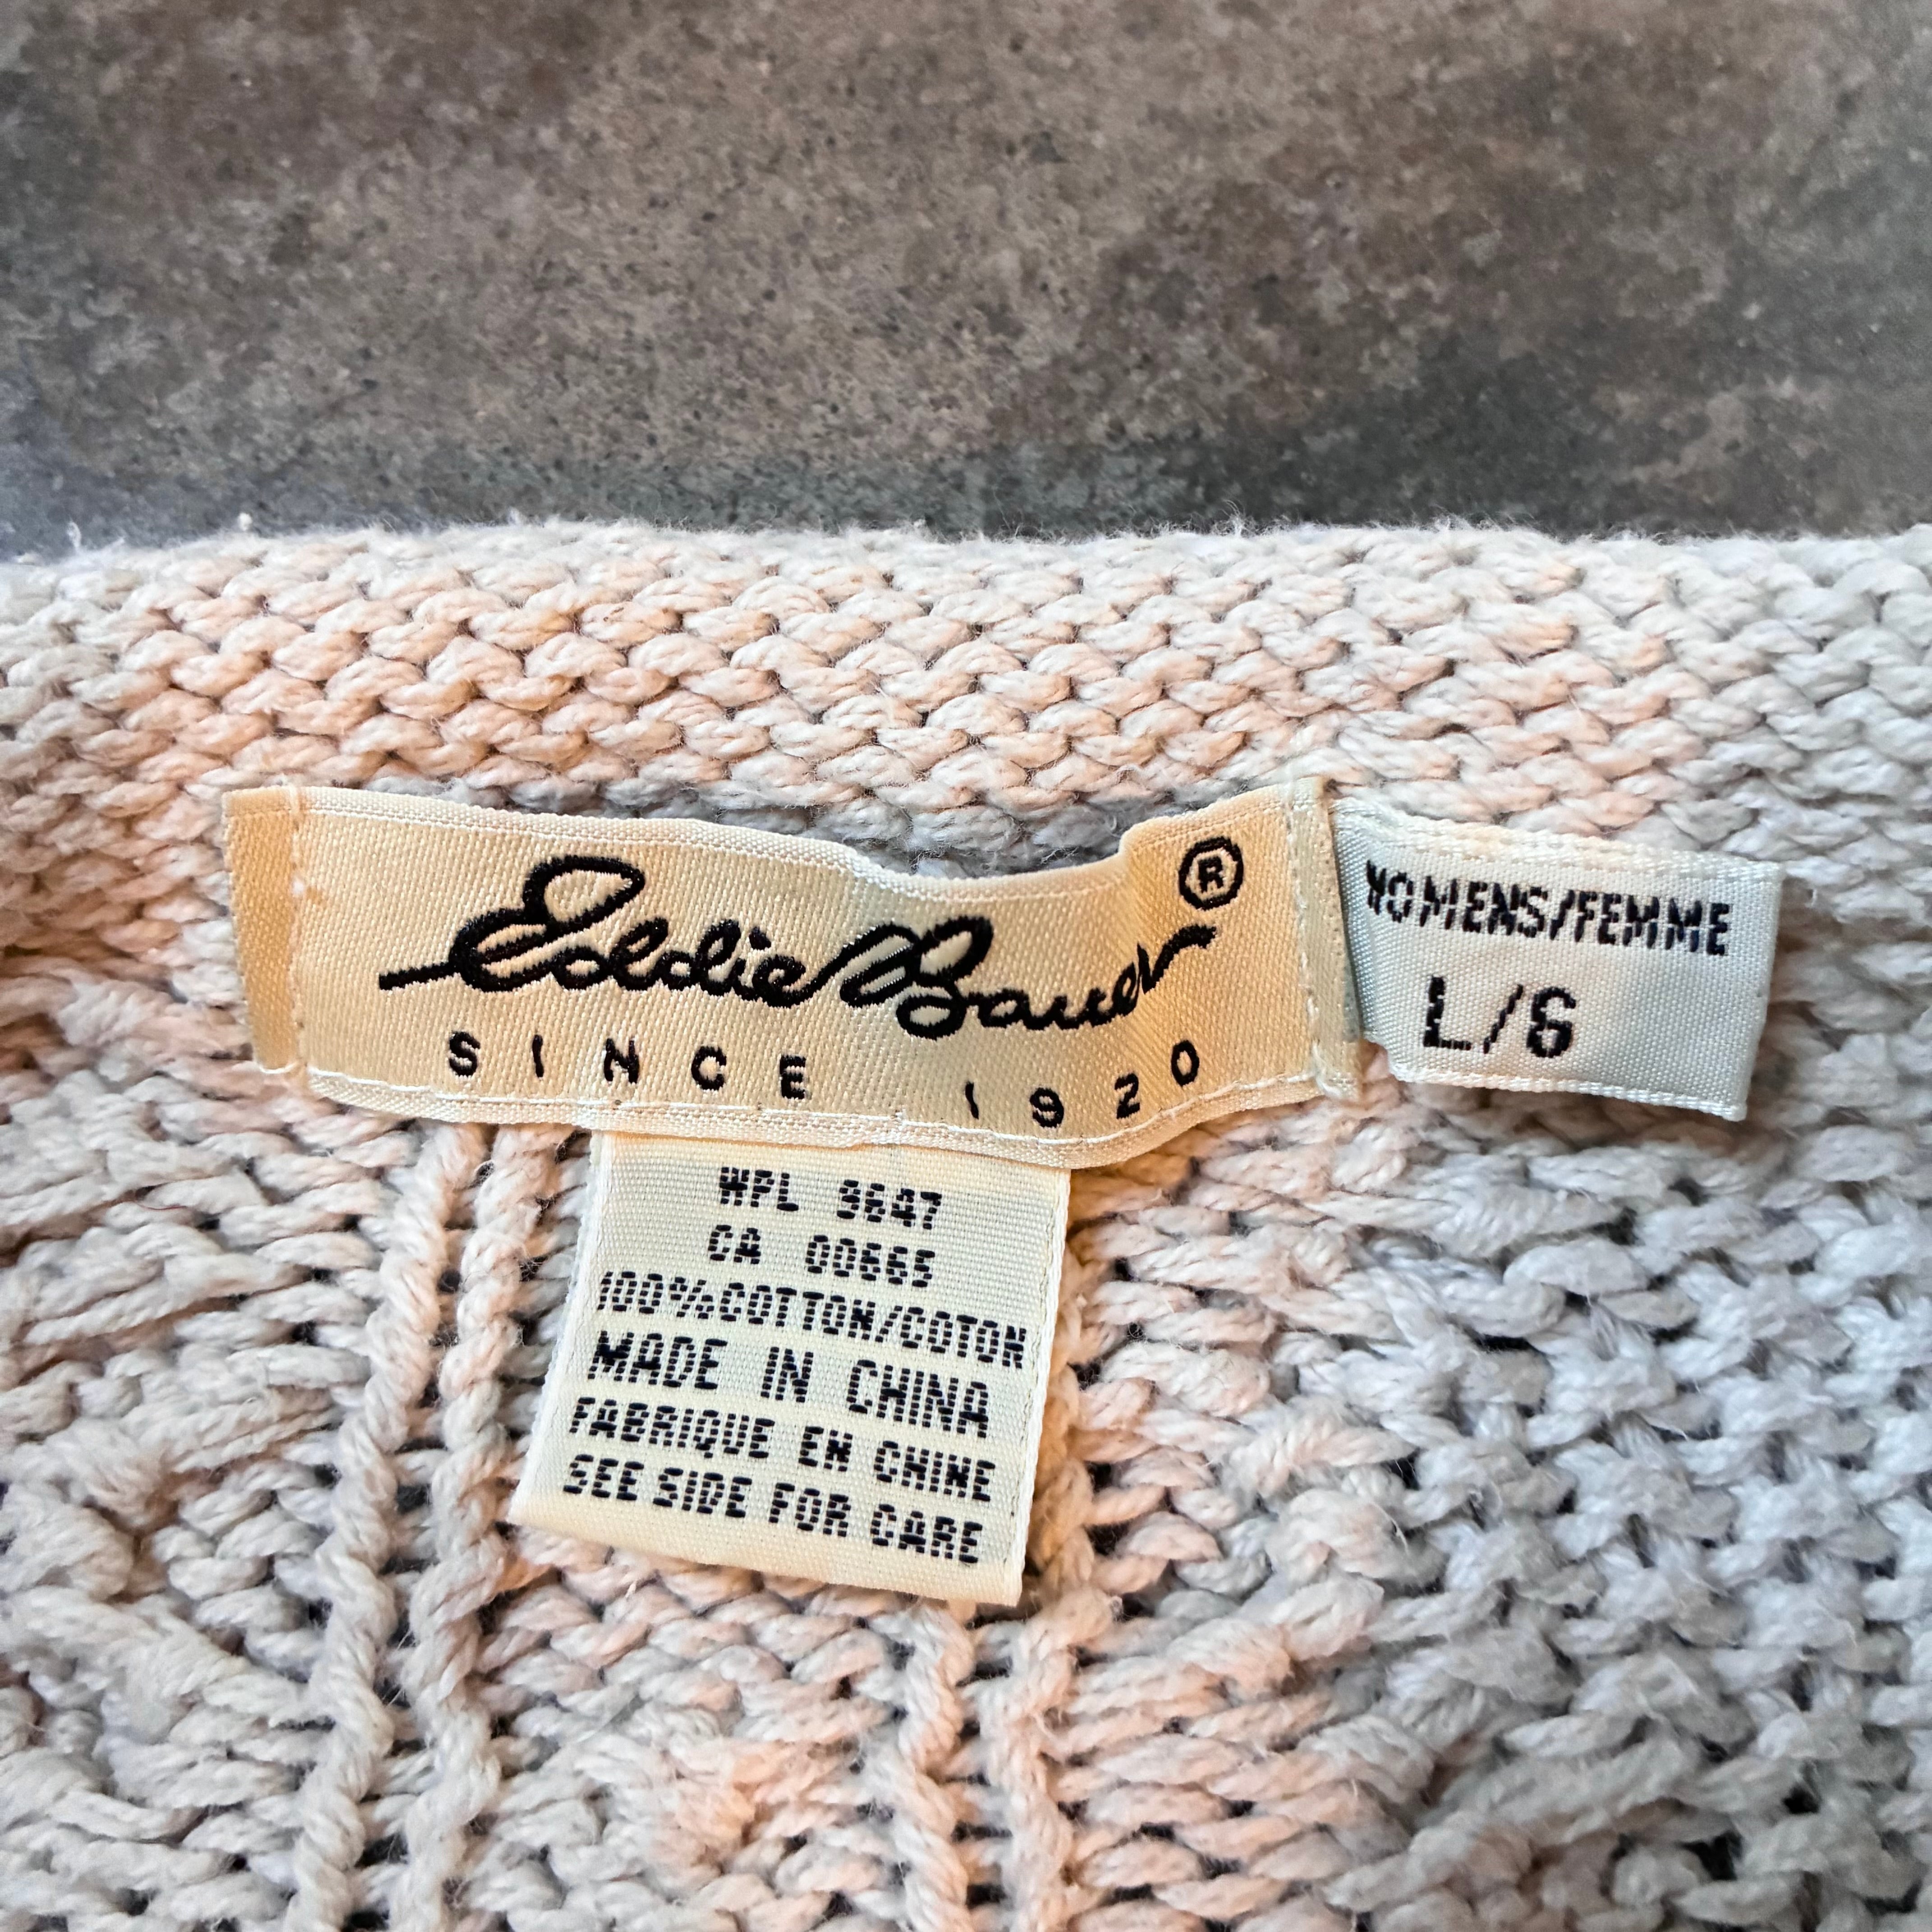 Eddie Bauer®
SINCE 1920
WOMENS/FEMME
L/G
WPL 9647
CA 00665
100%COTTON/COTON
MADE IN CHINA
FABRIQUE EN CHINE
SEE SIDE FOR CARE